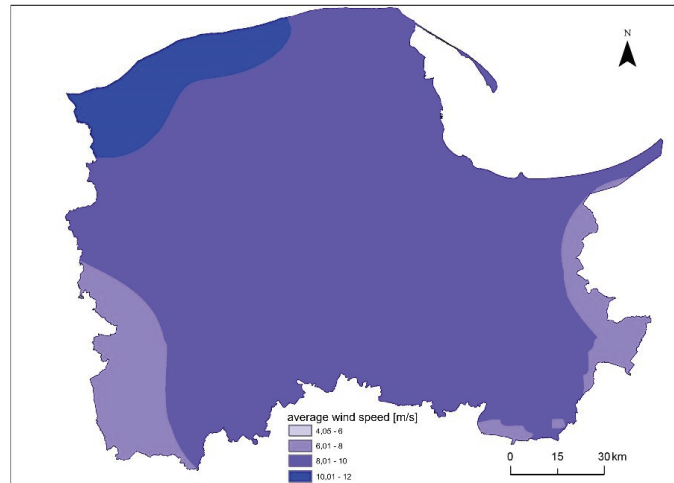 N
average wind speed [m/s]
4,05 - 6
6,01 - 8
8,01 - 10
10,01 - 12
0 15 30 km